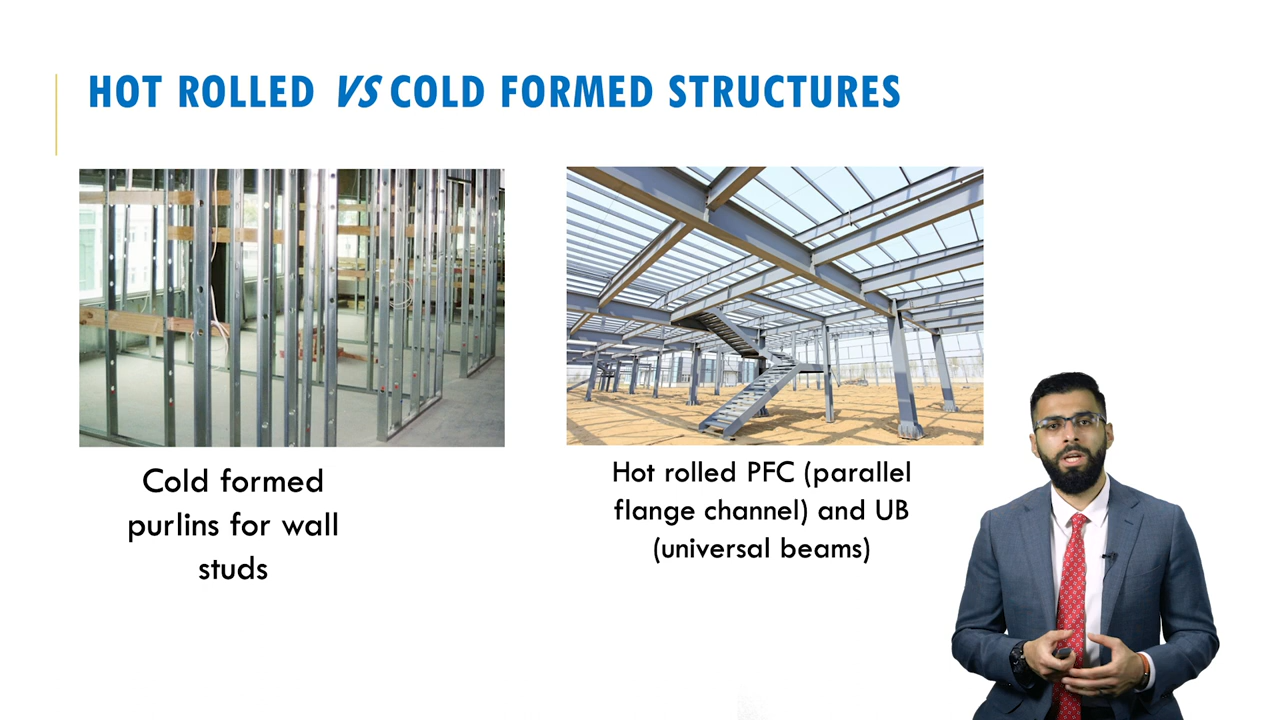 HOT ROLLED VS COLD FORMED STRUCTURES
Cold formed
purlins for wall
studs
Hot rolled PFC (parallel
flange channel) and UB
(universal beams)